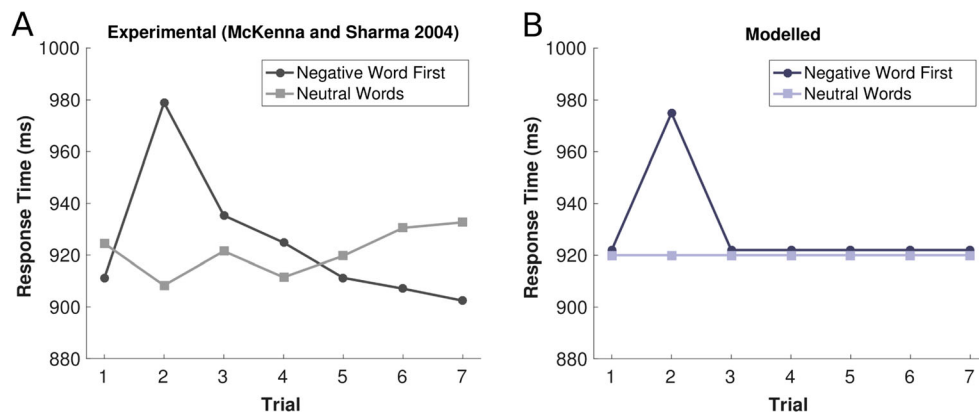 A
Experimental (McKenna and Sharma 2004)
1000
980
960
940
920
900
880
Response Time (ms)
Negative Word First
Neutral Words
1 2 3 4 5 6 7
Trial
B
Modelled
1000
980
960
940
920
900
880
Response Time (ms)
Negative Word First
Neutral Words
1 2 3 4 5 6 7
Trial